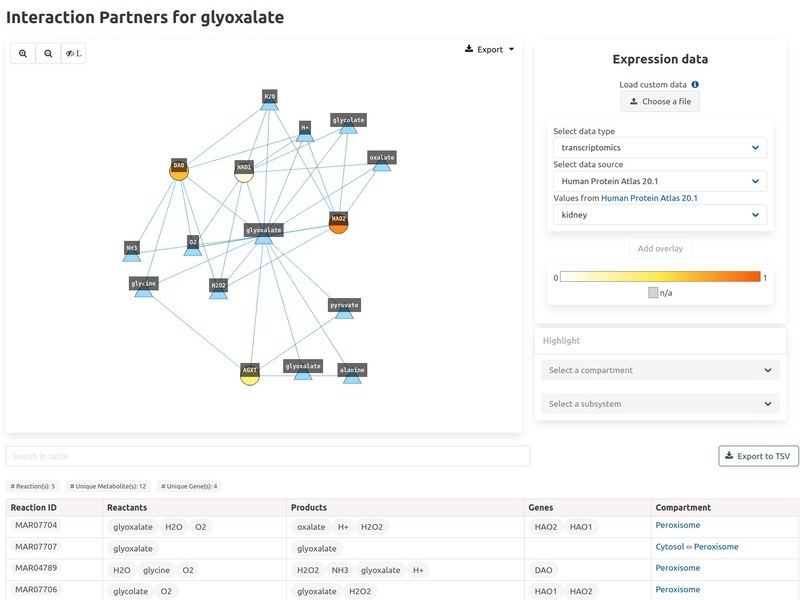 Interaction Partners for glyoxalate
L
Export
H2O
H+
glycolate
oxalate
DAO
HAO1
HAO2
glyoxalate
NH3
O2
glycine
H2O2
pyruvate
AGXT
glyoxalate
alanine
Expression data
Load custom data
Choose a file
Select data type
transcriptomics
Select data source
Human Protein Atlas 20.1
Values from Human Protein Atlas 20.1
kidney
Add overlay
0 1
n/a
Highlight
Select a compartment
Select a subsystem
Search in table
Export to TSV
# Reaction(s): 5 # Unique Metabolite(s): 12 # Unique Gene(s): 4
Reaction ID Reactants Products Genes Compartment
MAR07704 glyoxalate H2O O2 oxalate H+ H2O2 HAO2 HAO1 Peroxisome
MAR07707 glyoxalate glyoxalate Cytosol ⇔ Peroxisome
MAR04789 H2O glycine O2 H2O2 NH3 glyoxalate H+ DAO Peroxisome
MAR07706 glycolate O2 glyoxalate H2O2 HAO1 HAO2 Peroxisome